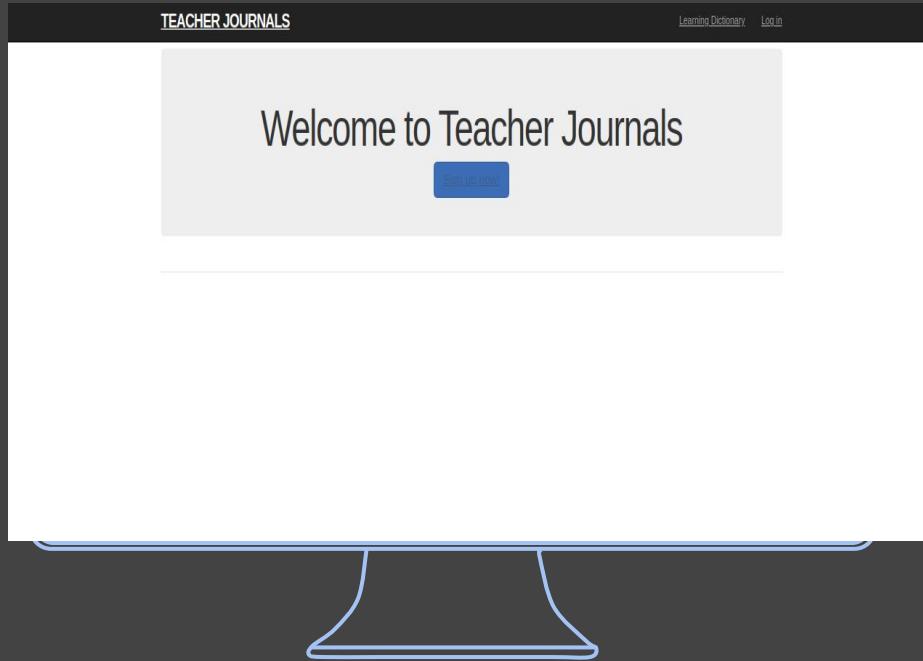 TEACHER JOURNALS
Learning Dictionary
Log in
Welcome to Teacher Journals
Sign up now!